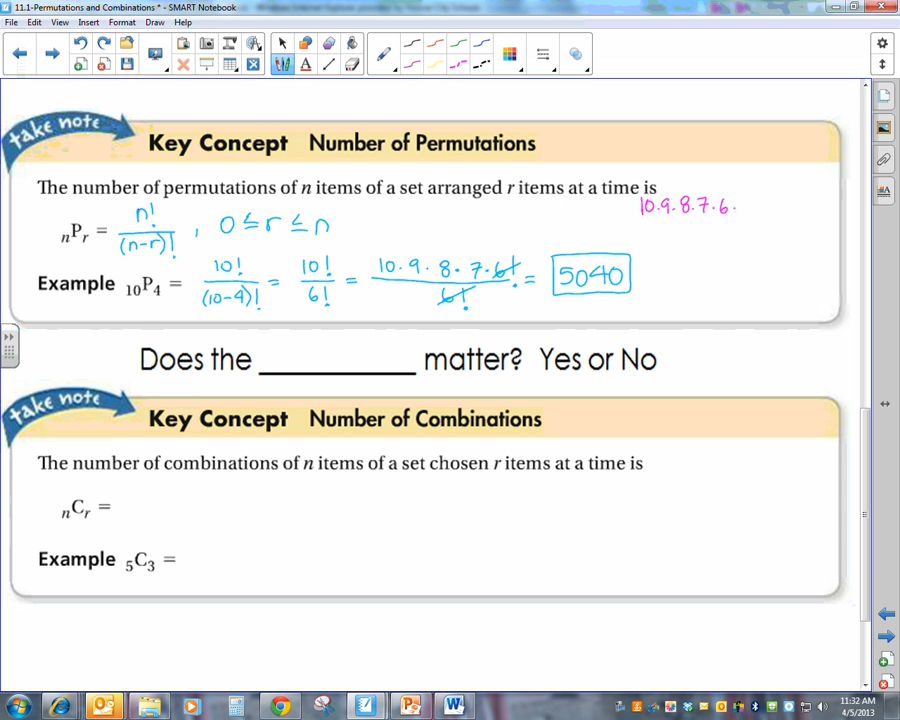 11.1-Permutations and Combinations * - SMART Notebook
File Edit View Insert Format Draw Help
take note
Key Concept Number of Permutations
The number of permutations of n items of a set arranged r items at a time is
10.9.8.7.6.
nPr = n!/(n-r)! , 0 ≤ r ≤ n
Example 10P4 = 10!/(10-4)! = 10!/6! = 10·9·8·7·6!/6! = 5040
Does the __________ matter? Yes or No
take note
Key Concept Number of Combinations
The number of combinations of n items of a set chosen r items at a time is
nCr =
Example 5C3 =
11:32 AM
4/5/2013